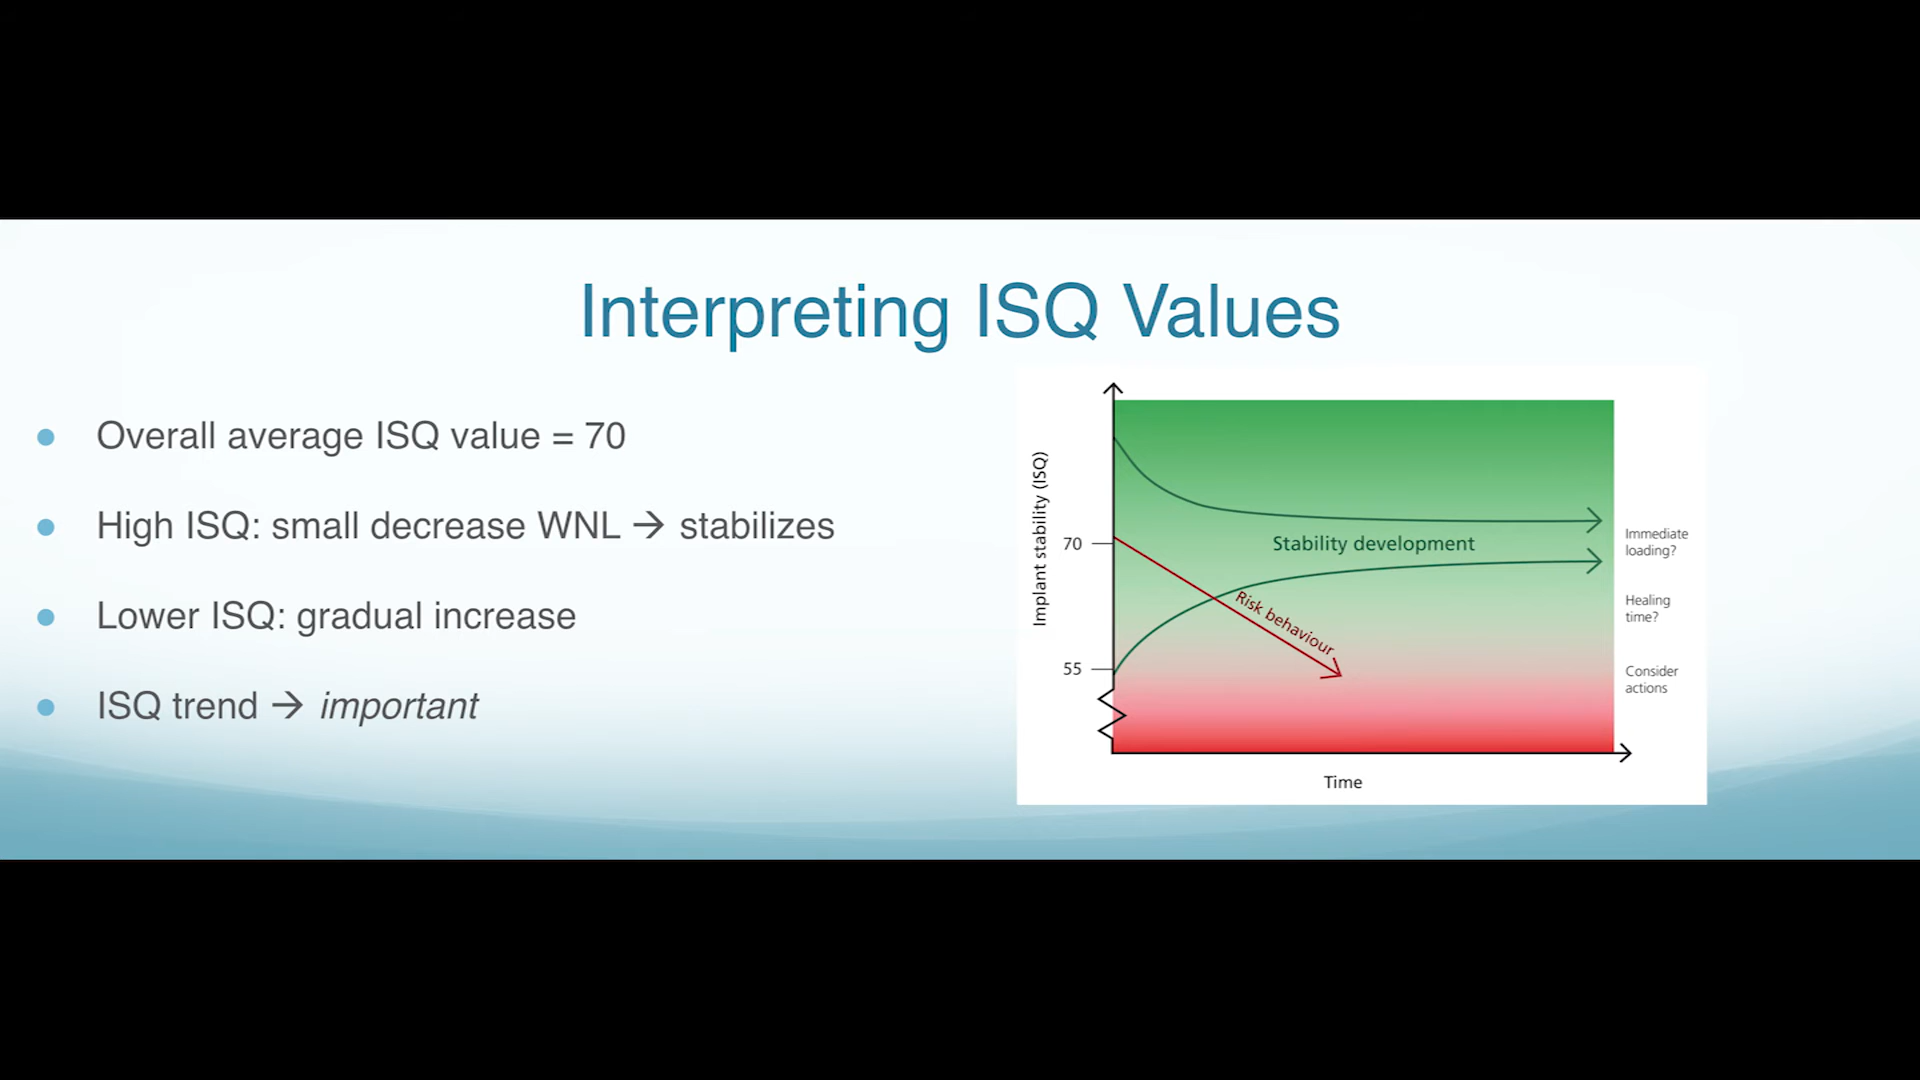 Interpreting ISQ Values
• Overall average ISQ value = 70
• High ISQ: small decrease WNL → stabilizes
• Lower ISQ: gradual increase
• ISQ trend → important
Implant stability (ISQ)
70
55
Stability development
Risk behaviour
Immediate
loading?
Healing
time?
Consider
actions
Time